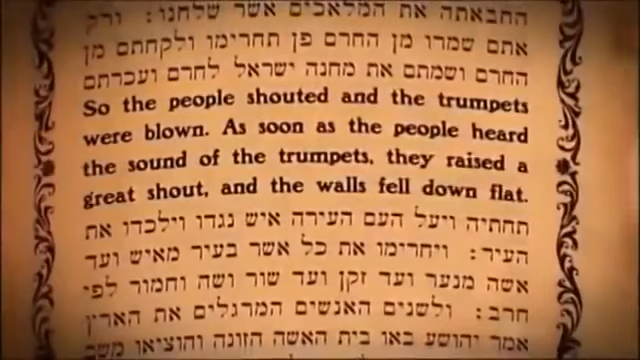 החבאתה את המלאכים אשר שלחנו: ורק
אתם שמרו מן החרם פן תחרימו ולקחתם מן
החרם ושמתם את מחנה ישראל לחרם ועכרתם
So the people shouted and the trumpets
were blown. As soon as the people heard
the sound of the trumpets, they raised a
great shout, and the walls fell down flat.
תחתיה ויעל העם העירה איש נגדו וילכדו את
העיר: ויחרימו את כל אשר בעיר מאיש ועד
אשה מנער ועד זקן ועד שור ושה וחמור לפי
חרב: ולשנים האנשים המרגלים את הארץ
אמר יהושע באו בית האשה הזונה והוציאו משם